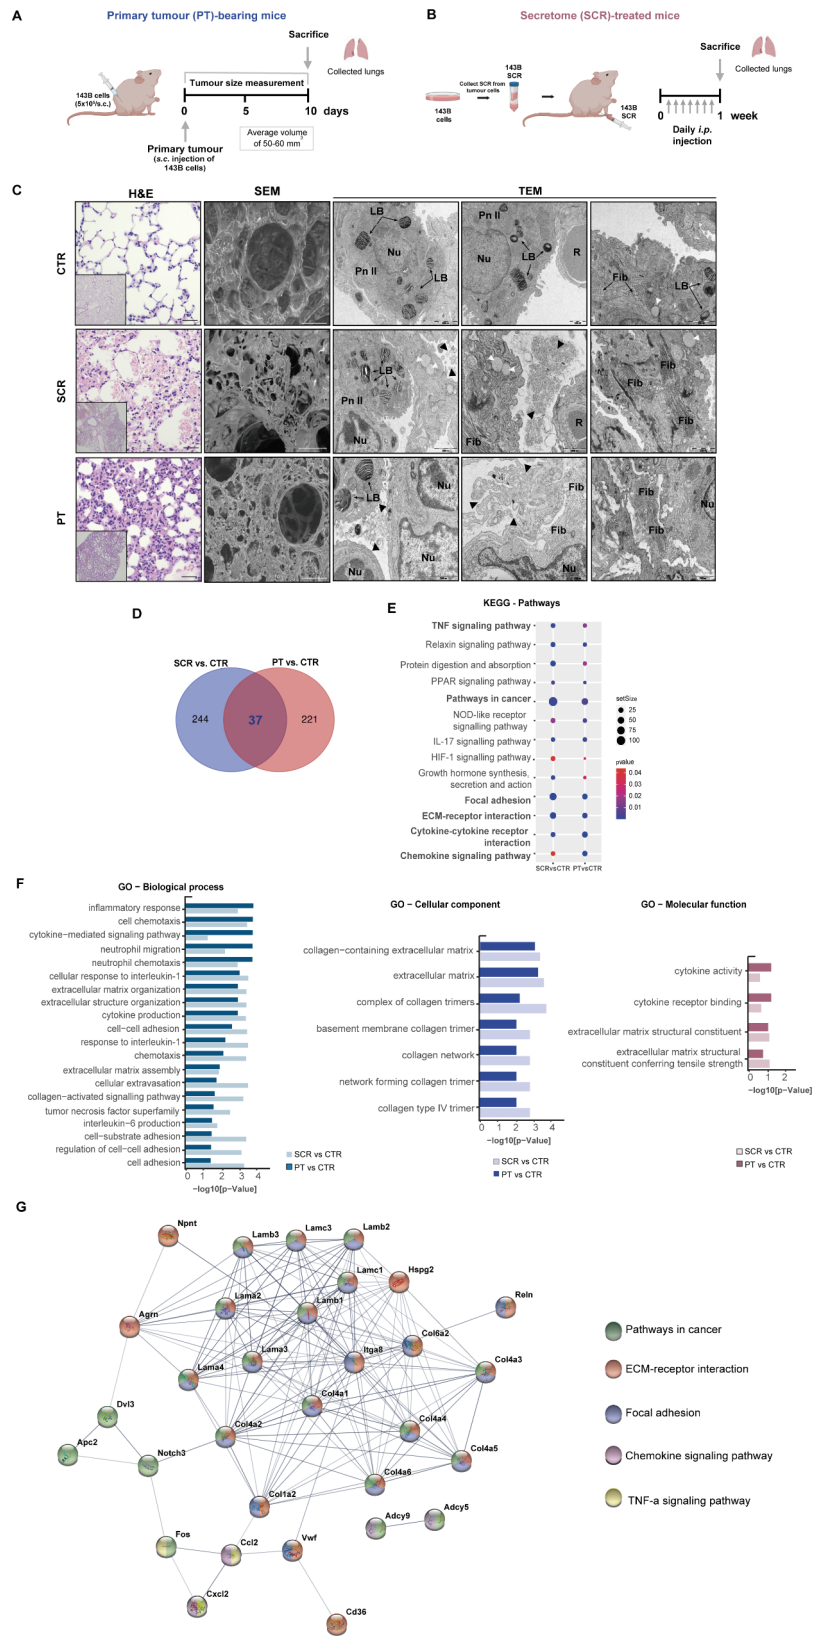 A
Primary tumour (PT)-bearing mice
Sacrifice
Collected lungs
143B cells
(5x10⁵/s.c.)
Tumour size measurement
0
5
10
days
Average volume
of 50-60 mm³
Primary tumour
(s.c. injection of
143B cells)
B
Secretome (SCR)-treated mice
Sacrifice
Collected lungs
Collect SCR from
tumour cells
143B
SCR
143B
cells
143B
SCR
0
1
week
Daily i.p.
injection
C
H&E
SEM
TEM
CTR
LB
Nu
Pn II
LB
Pn II
Nu
LB
R
Fib
LB
SCR
LB
Pn II
Nu
Fib
Fib
R
Fib
Fib
Fib
PT
LB
Nu
Nu
Nu
Fib
Fib
Nu
Fib
Fib
Nu
D
SCR vs. CTR
PT vs. CTR
244
37
221
E
KEGG - Pathways
TNF signaling pathway
Relaxin signaling pathway
Protein digestion and absorption
PPAR signaling pathway
Pathways in cancer
NOD-like receptor
signalling pathway
IL-17 signalling pathway
HIF-1 signalling pathway
Growth hormone synthesis,
secretion and action
Focal adhesion
ECM-receptor interaction
Cytokine-cytokine receptor
interaction
Chemokine signaling pathway
SCRvsCTR
PTvsCTR
setSize
25
50
75
100
pvalue
0.04
0.03
0.02
0.01
F
GO − Biological process
inflammatory response
cell chemotaxis
cytokine-mediated signaling pathway
neutrophil migration
neutrophil chemotaxis
cellular response to interleukin-1
extracellular matrix organization
extracellular structure organization
cytokine production
cell-cell adhesion
response to interleukin-1
chemotaxis
extracellular matrix assembly
cellular extravasation
collagen-activated signalling pathway
tumor necrosis factor superfamily
interleukin-6 production
cell-substrate adhesion
regulation of cell-cell adhesion
cell adhesion
0 1 2 3 4
−log10[p-Value]
SCR vs CTR
PT vs CTR
GO − Cellular component
collagen−containing extracellular matrix
extracellular matrix
complex of collagen trimers
basement membrane collagen trimer
collagen network
network forming collagen trimer
collagen type IV trimer
0 1 2 3 4
−log10[p-Value]
SCR vs CTR
PT vs CTR
GO − Molecular function
cytokine activity
cytokine receptor binding
extracellular matrix structural constituent
extracellular matrix structural
constituent conferring tensile strength
0 1 2
−log10[p-Value]
SCR vs CTR
PT vs CTR
G
Npnt
Lamb3
Lamc3
Lamb2
Lamc1
Hspg2
Agrn
Lama2
Lamb1
Reln
Col6a2
Lama3
Itga8
Lama4
Col4a3
Col4a1
Dvl3
Col4a2
Col4a4
Apc2
Notch3
Col4a5
Col4a6
Col1a2
Adcy9
Adcy5
Fos
Ccl2
Vwf
Cxcl2
Cd36
Pathways in cancer
ECM-receptor interaction
Focal adhesion
Chemokine signaling pathway
TNF-a signaling pathway